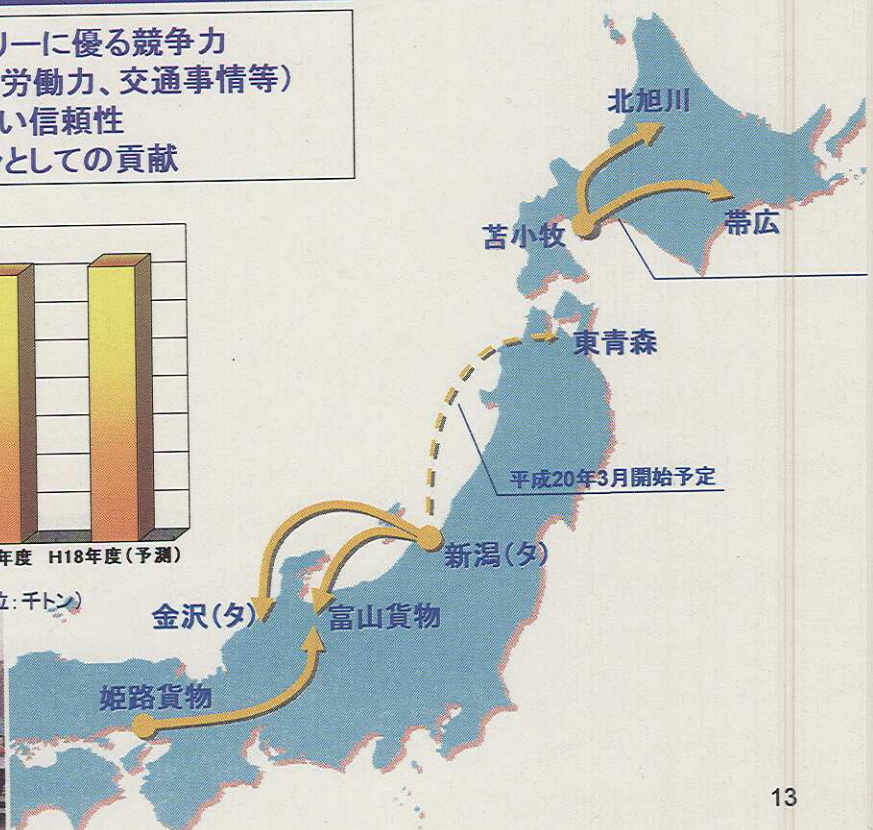 リーに優る競争力
労働力、交通事情等）
い信頼性
としての貢献
北旭川
苫小牧
帯広
東青森
平成20年3月開始予定
年度 H18年度(予測)
位:千トン）
新潟(タ)
金沢(タ)
富山貨物
姫路貨物
13